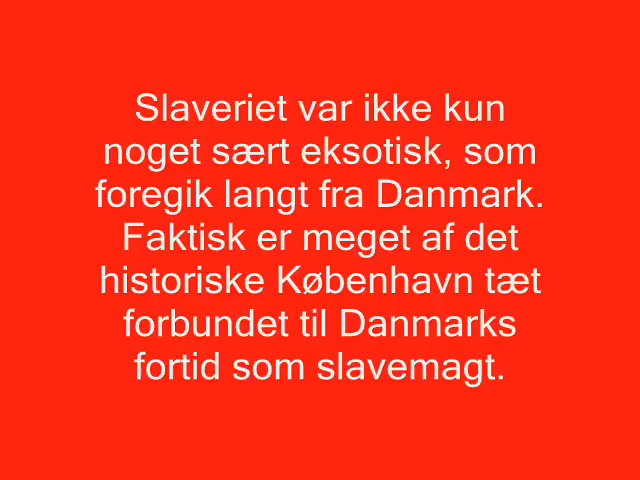 Slaveriet var ikke kun
noget sært eksotisk, som
foregik langt fra Danmark.
Faktisk er meget af det
historiske København tæt
forbundet til Danmarks
fortid som slavemagt.